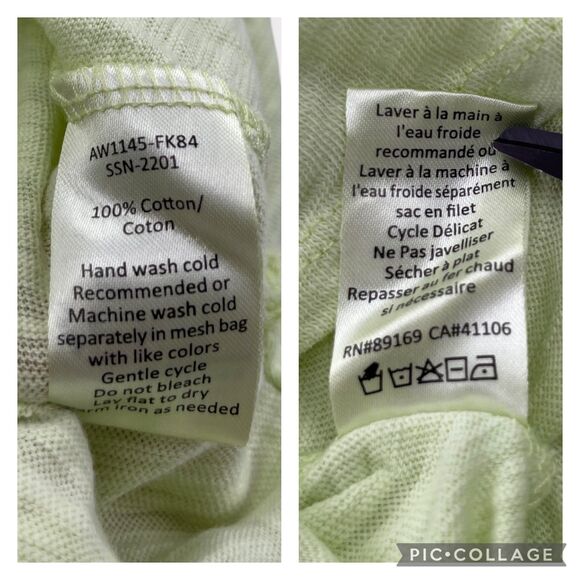 AW1145-FK84
SSN-2201
100% Cotton/
Coton
Hand wash cold
Recommended or
Machine wash cold
separately in mesh bag
with like colors
Gentle cycle
Do not bleach
Lay flat to dry
iron as needed
Laver à la main à
l'eau froide
recommandé ou
Laver à la machine à
l'eau froide séparément
sac en filet
Cycle Délicat
Ne Pas javelliser
Sécher à plat
Repasser au fer chaud
si nécessaire
RN#89169 CA#41106
PIC•COLLAGE